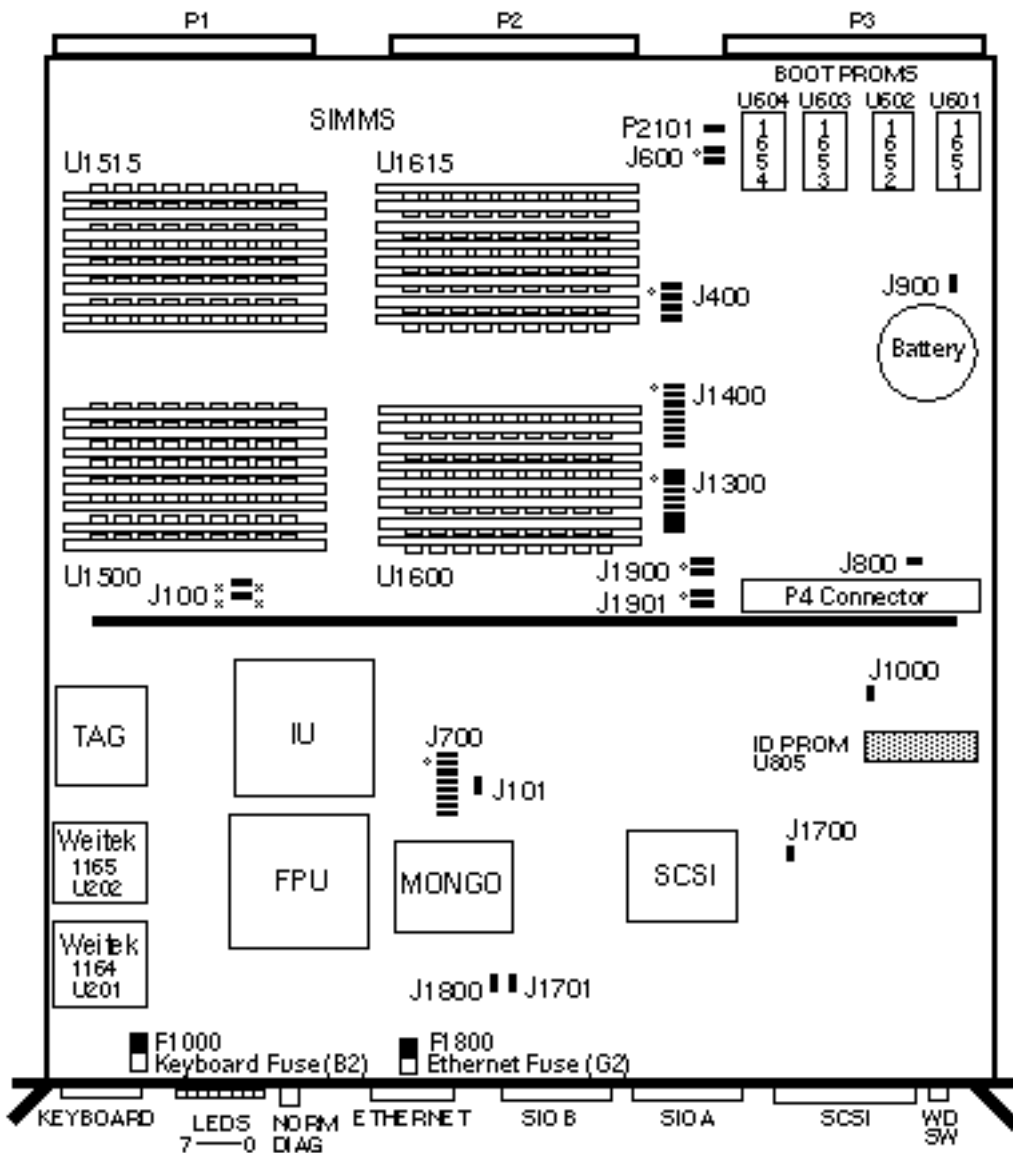 P1
P2
P3
BOOT PROMS
U604 U603 U602 U601
SIMMS
P2101
J600
1654
1653
1652
1651
U1515
U1615
J400
J900
Battery
J1400
J1300
U1500
U1600
J100
J1900
J1901
J800
P4 Connector
J1000
TAG
IU
J700
J101
ID PROM
U805
J1700
Weitek
1165
U202
FPU
MONGO
SCSI
Weitek
1164
U201
J1800
J1701
F1000
Keyboard Fuse(B2)
F1800
Ethernet Fuse (G2)
KEYBOARD
LEDS
7 — 0
NORM
DIAG
ETHERNET
SIO B
SIO A
SCSI
WD
SW